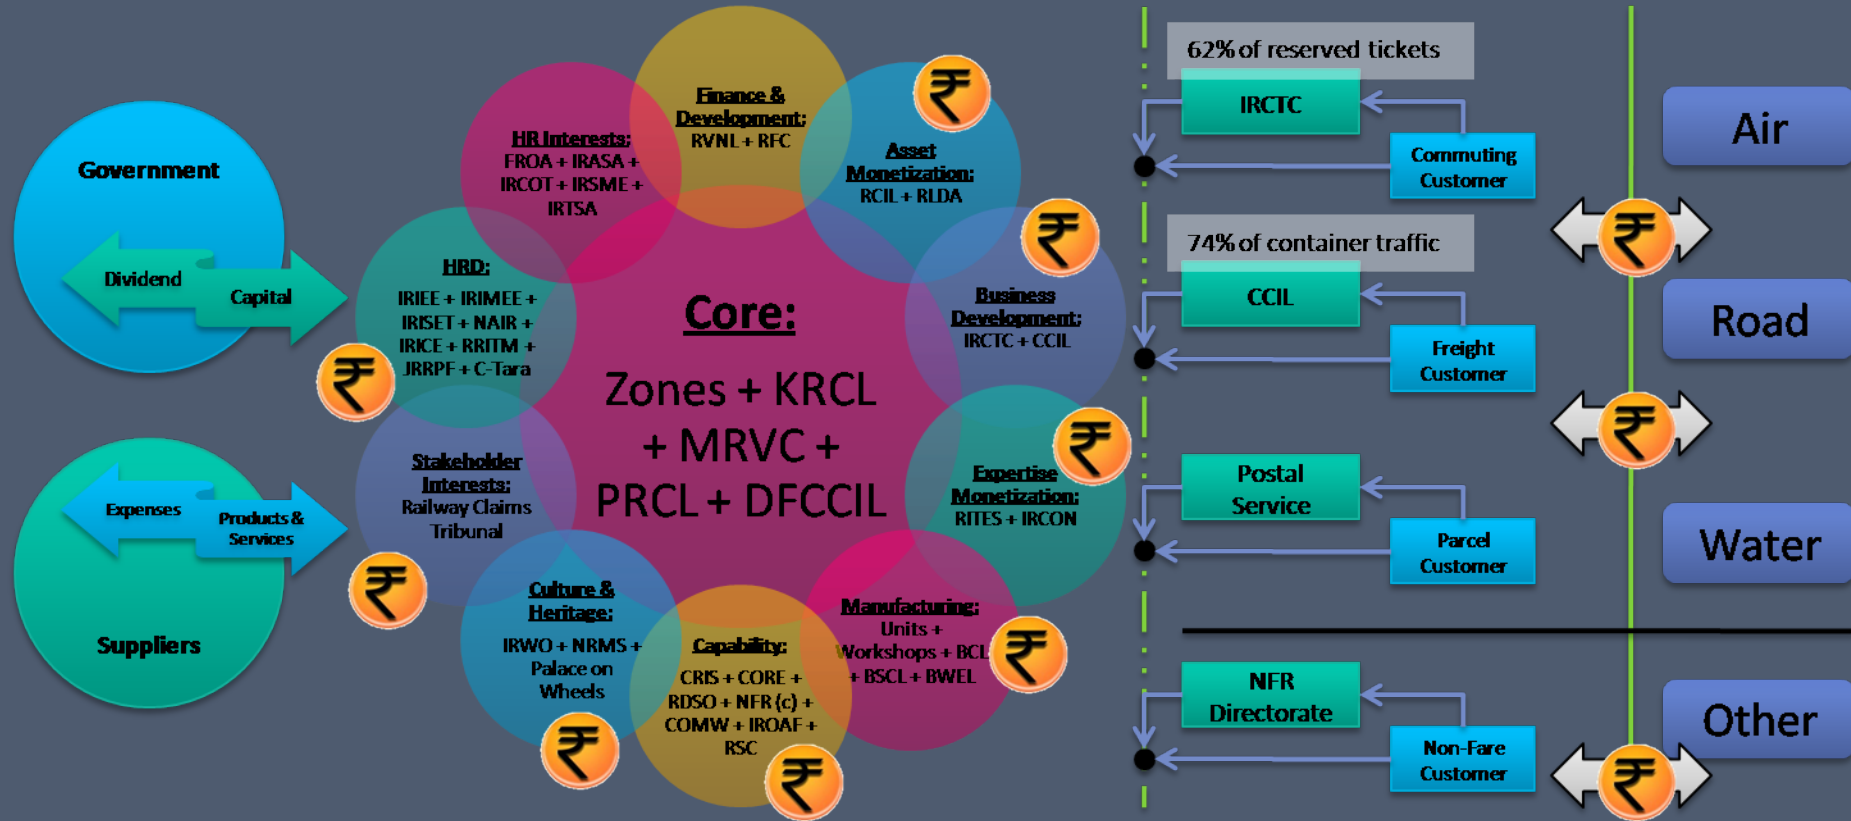 Government
Dividend
Capital
Suppliers
Expenses
Products &
Services
Finance &
Development:
RVNL + RFC
HR Interests:
FROA + IRASA +
IRCOT + IRSME +
IRTSA
Asset
Monetization:
RCIL + RLDA
HRD:
IRIEE + IRIMEE +
IRISET + NAIR +
IRICE + RRITM +
JRRPF + C-Tara
Business
Development:
IRCTC + CCIL
Core:
Zones + KRCL
+ MRVC +
PRCL + DFCCIL
Stakeholder
Interests:
Railway Claims
Tribunal
Expertise
Monetization:
RITES + IRCON
Culture &
Heritage:
IRWO + NRMS +
Palace on
Wheels
Capability:
CRIS + CORE +
RDSO + NFR (c) +
COMW + IROAF +
RSC
Manufacturing:
Units +
Workshops + BCL
+ BSCL + BWEL
₹
₹
₹
₹
₹
₹
₹
₹
62% of reserved tickets
IRCTC
Commuting
Customer
74% of container traffic
CCIL
Freight
Customer
Postal
Service
Parcel
Customer
NFR
Directorate
Non-Fare
Customer
₹
₹
₹
Air
Road
Water
Other